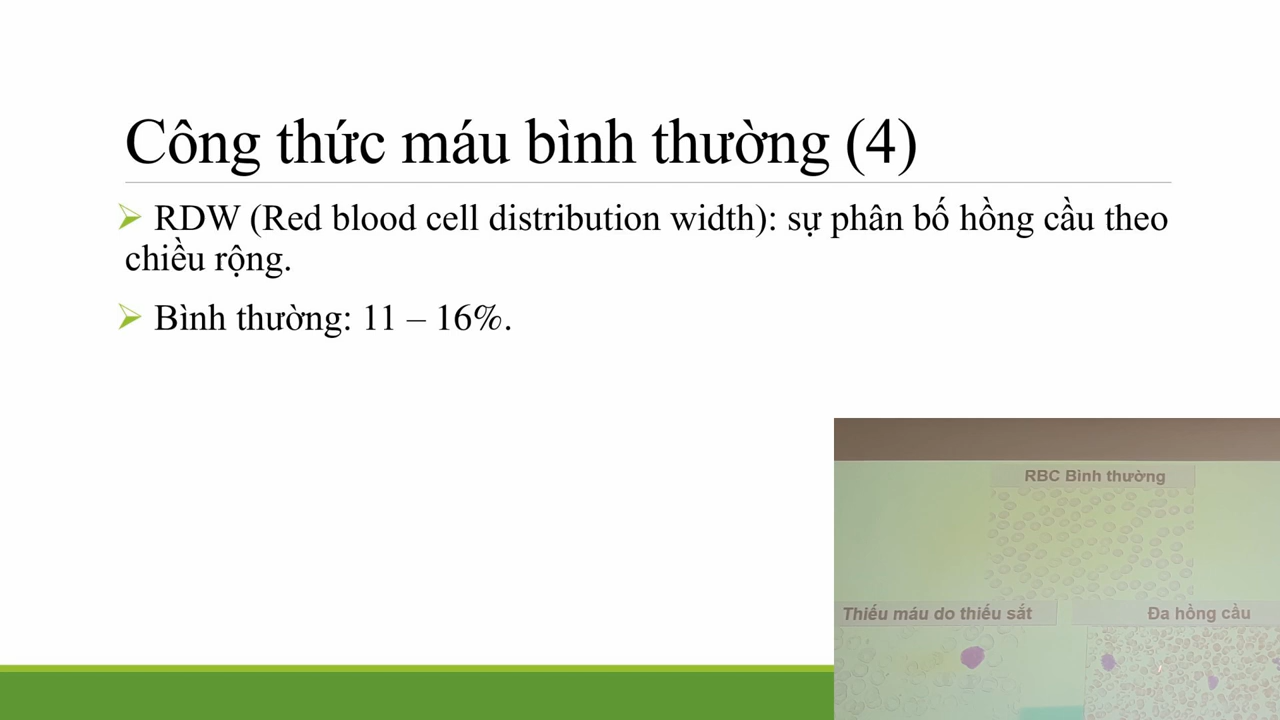 Công thức máu bình thường (4)
RDW (Red blood cell distribution width): sự phân bố hồng cầu theo
chiều rộng.
Bình thường: 11 – 16%.
RBC Bình thường
Thiếu máu do thiếu sắt
Đa hồng cầu